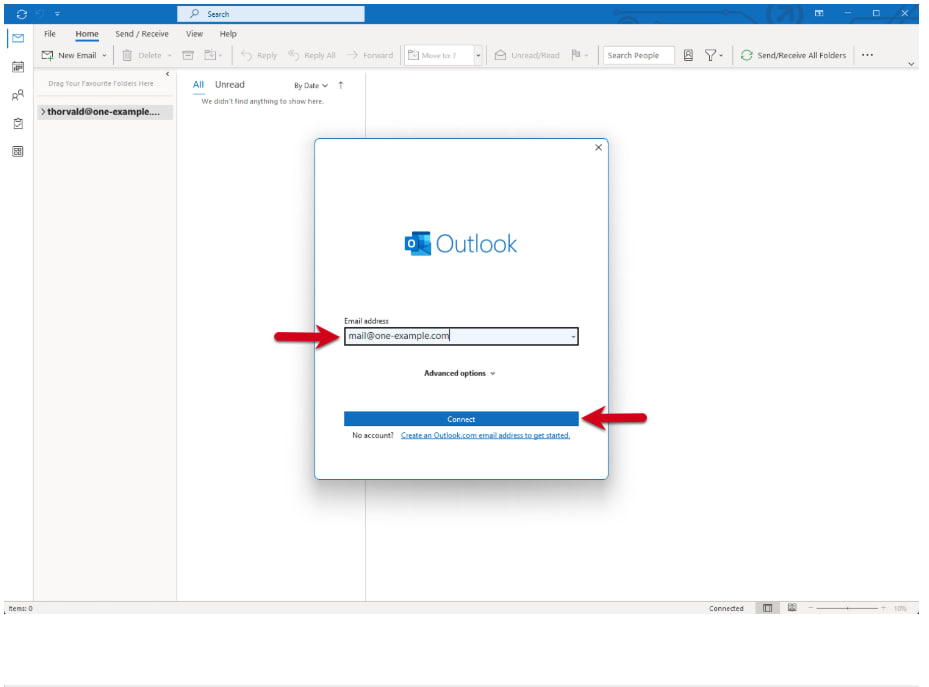 Search
File Home Send / Receive View Help
New Email Delete Reply Reply All Forward Move to: ? Unread/Read Search People Send/Receive All Folders ...
Drag Your Favourite Folders Here
All Unread By Date
We didn't find anything to show here.
thorvald@one-example....
Outlook
Email address
mail@one-example.com
Advanced options
Connect
No account? Create an Outlook.com email address to get started.
Items: 0 Connected 10%